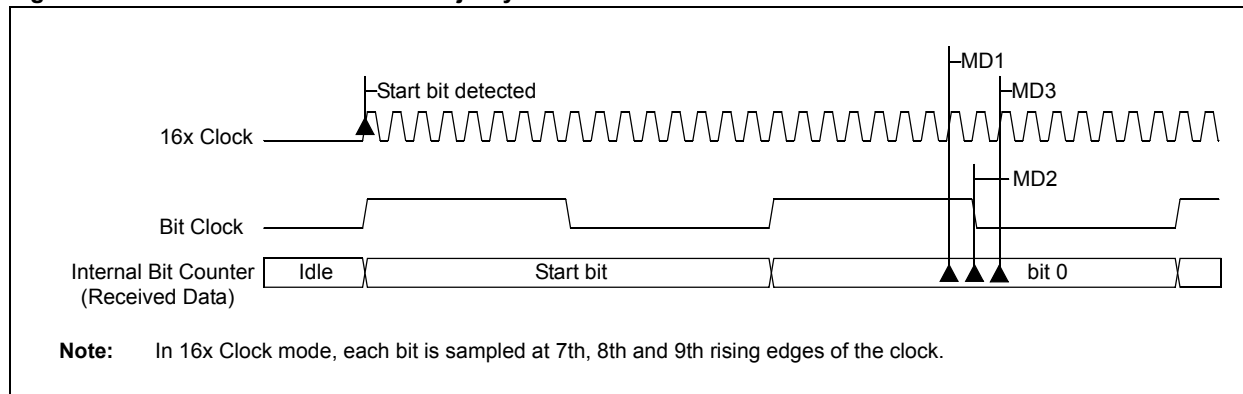 MD1
Start bit detected
MD3
16x Clock
MD2
Bit Clock
Internal Bit Counter
(Received Data)
Idle
Start bit
bit 0
Note: In 16x Clock mode, each bit is sampled at 7th, 8th and 9th rising edges of the clock.